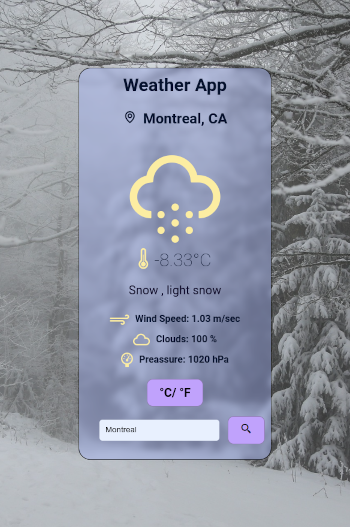 Weather App
Montreal, CA
-8.33°C
Snow , light snow
Wind Speed: 1.03 m/sec
Clouds: 100 %
Preassure: 1020 hPa
°C/ °F
Montreal